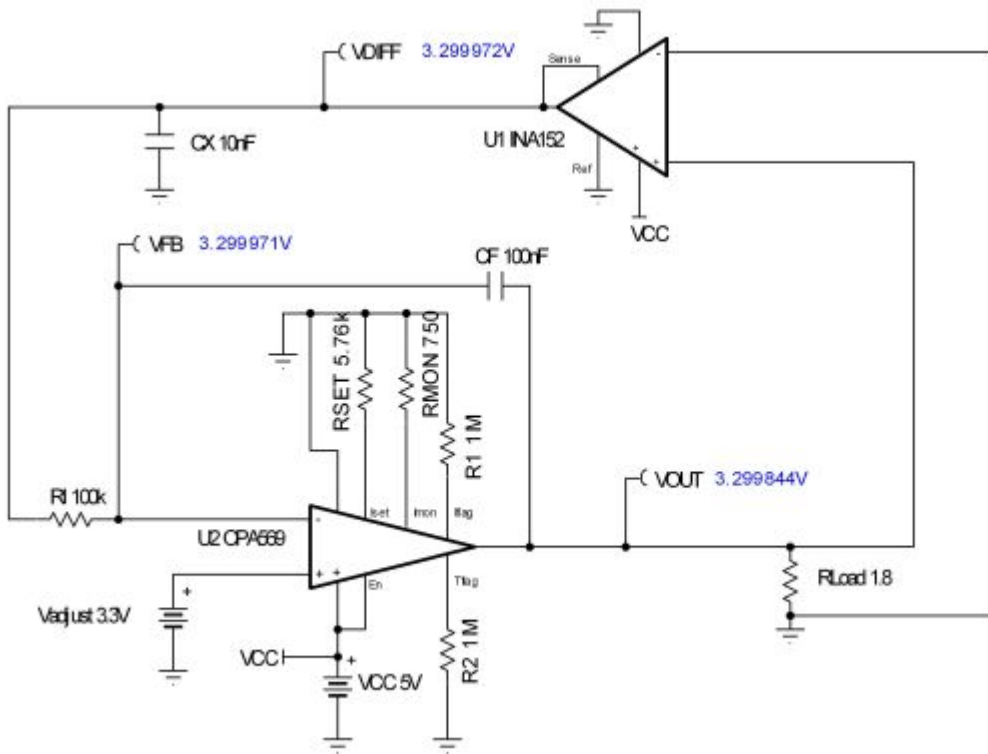 VDIFF 3.299972V
Sense
-
U1 INA152
CX 10nF
Ref
+ +
VCC
VFB 3.299971V
CF 100nF
RSET 5.76k
RMON 750
R1 1M
VOUT 3.299844V
RI 100k
Iset
Imon
Iflag
-
U2 OPA569
+ +
En
Tflag
RLoad 1.8
+
Vadjust 3.3V
R2 1M
VCC
+
VCC 5V